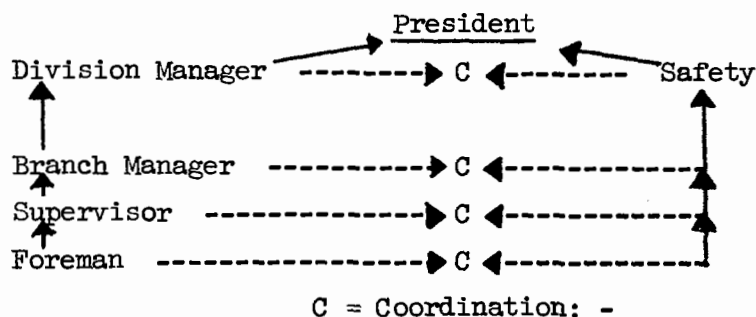 President
Division Manager C Safety
Branch Manager C
Supervisor C
Foreman C
C = Coordination: -